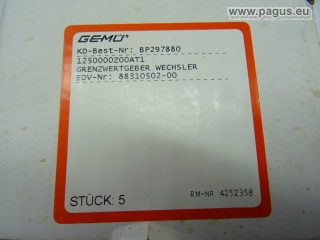 www.pagus.eu
GEMÜ
KD-Best-Nr: BP297880
1250000Z00AT1
GRENZWERTGEBER WECHSLER
EDV-Nr: 88310502-00
STÜCK: 5
RM-NR 4252358